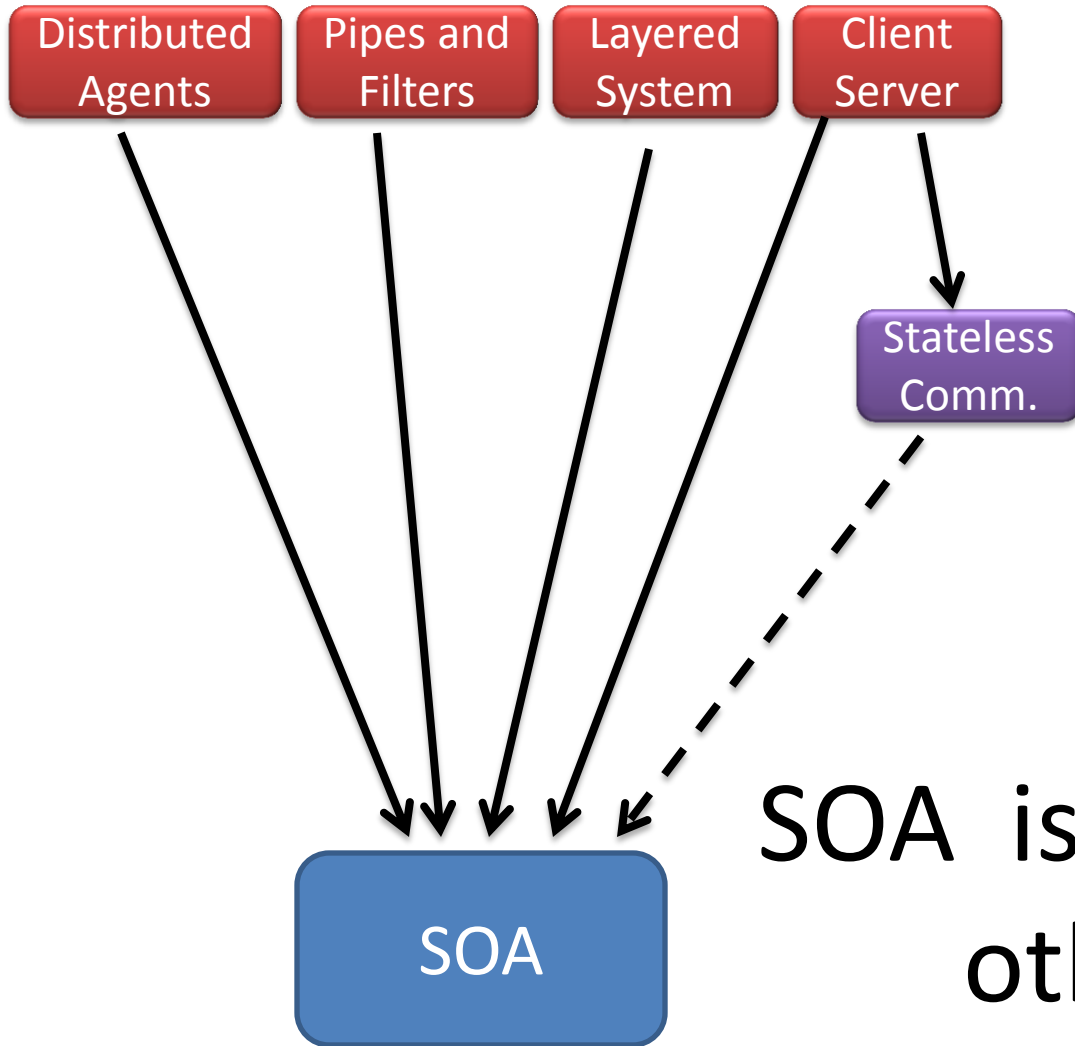 Distributed
Agents
Pipes and
Filters
Layered
System
Client
Server
Stateless
Comm.
SOA is
SOA